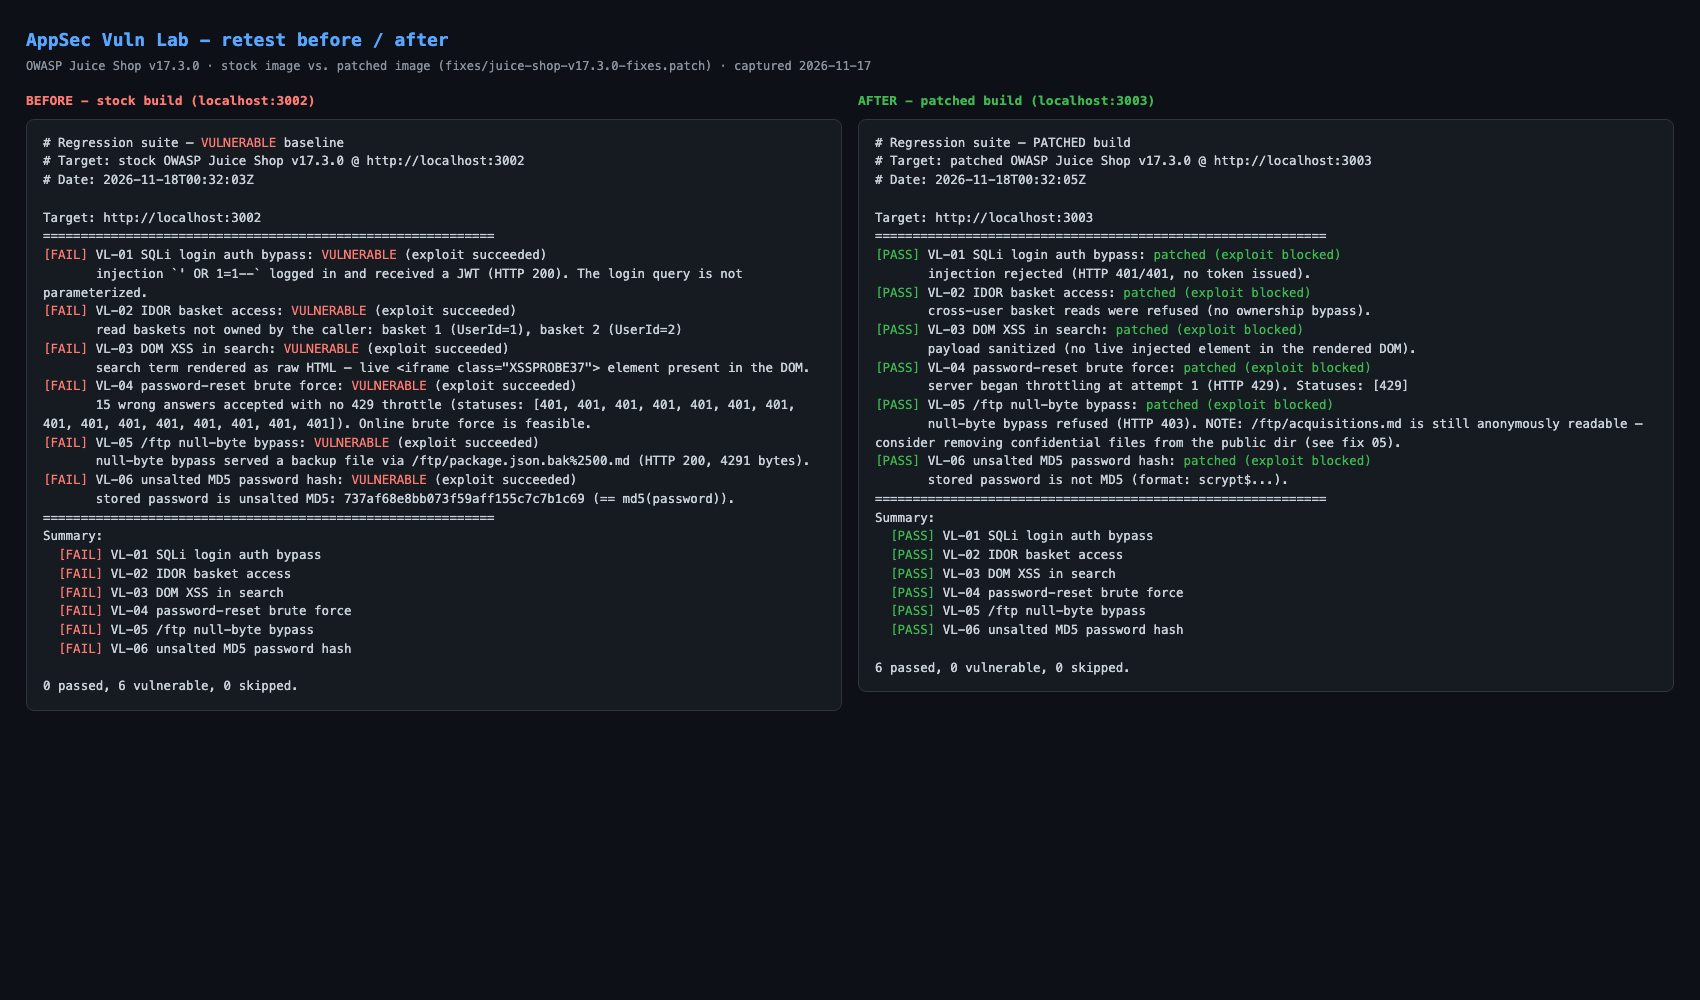 AppSec Vuln Lab — retest before / after
OWASP Juice Shop v17.3.0 · stock image vs. patched image (fixes/juice-shop-v17.3.0-fixes.patch) · captured 2026-11-17
BEFORE — stock build (localhost:3002)
# Regression suite — VULNERABLE baseline
# Target: stock OWASP Juice Shop v17.3.0 @ http://localhost:3002
# Date: 2026-11-18T00:32:03Z
Target: http://localhost:3002
============================================================
[FAIL] VL-01 SQLi login auth bypass: VULNERABLE (exploit succeeded)
injection `' OR 1=1--` logged in and received a JWT (HTTP 200). The login query is not
parameterized.
[FAIL] VL-02 IDOR basket access: VULNERABLE (exploit succeeded)
read baskets not owned by the caller: basket 1 (UserId=1), basket 2 (UserId=2)
[FAIL] VL-03 DOM XSS in search: VULNERABLE (exploit succeeded)
search term rendered as raw HTML — live <iframe class="XSSPROBE37"> element present in the DOM.
[FAIL] VL-04 password-reset brute force: VULNERABLE (exploit succeeded)
15 wrong answers accepted with no 429 throttle (statuses: [401, 401, 401, 401, 401, 401, 401,
401, 401, 401, 401, 401, 401, 401, 401]). Online brute force is feasible.
[FAIL] VL-05 /ftp null-byte bypass: VULNERABLE (exploit succeeded)
null-byte bypass served a backup file via /ftp/package.json.bak%2500.md (HTTP 200, 4291 bytes).
[FAIL] VL-06 unsalted MD5 password hash: VULNERABLE (exploit succeeded)
stored password is unsalted MD5: 737af68e8bb073f59aff155c7c7b1c69 (== md5(password)).
============================================================
Summary:
[FAIL] VL-01 SQLi login auth bypass
[FAIL] VL-02 IDOR basket access
[FAIL] VL-03 DOM XSS in search
[FAIL] VL-04 password-reset brute force
[FAIL] VL-05 /ftp null-byte bypass
[FAIL] VL-06 unsalted MD5 password hash
0 passed, 6 vulnerable, 0 skipped.
AFTER — patched build (localhost:3003)
# Regression suite — PATCHED build
# Target: patched OWASP Juice Shop v17.3.0 @ http://localhost:3003
# Date: 2026-11-18T00:32:05Z
Target: http://localhost:3003
============================================================
[PASS] VL-01 SQLi login auth bypass: patched (exploit blocked)
injection rejected (HTTP 401/401, no token issued).
[PASS] VL-02 IDOR basket access: patched (exploit blocked)
cross-user basket reads were refused (no ownership bypass).
[PASS] VL-03 DOM XSS in search: patched (exploit blocked)
payload sanitized (no live injected element in the rendered DOM).
[PASS] VL-04 password-reset brute force: patched (exploit blocked)
server began throttling at attempt 1 (HTTP 429). Statuses: [429]
[PASS] VL-05 /ftp null-byte bypass: patched (exploit blocked)
null-byte bypass refused (HTTP 403). NOTE: /ftp/acquisitions.md is still anonymously readable —
consider removing confidential files from the public dir (see fix 05).
[PASS] VL-06 unsalted MD5 password hash: patched (exploit blocked)
stored password is not MD5 (format: scrypt$...).
============================================================
Summary:
[PASS] VL-01 SQLi login auth bypass
[PASS] VL-02 IDOR basket access
[PASS] VL-03 DOM XSS in search
[PASS] VL-04 password-reset brute force
[PASS] VL-05 /ftp null-byte bypass
[PASS] VL-06 unsalted MD5 password hash
6 passed, 0 vulnerable, 0 skipped.